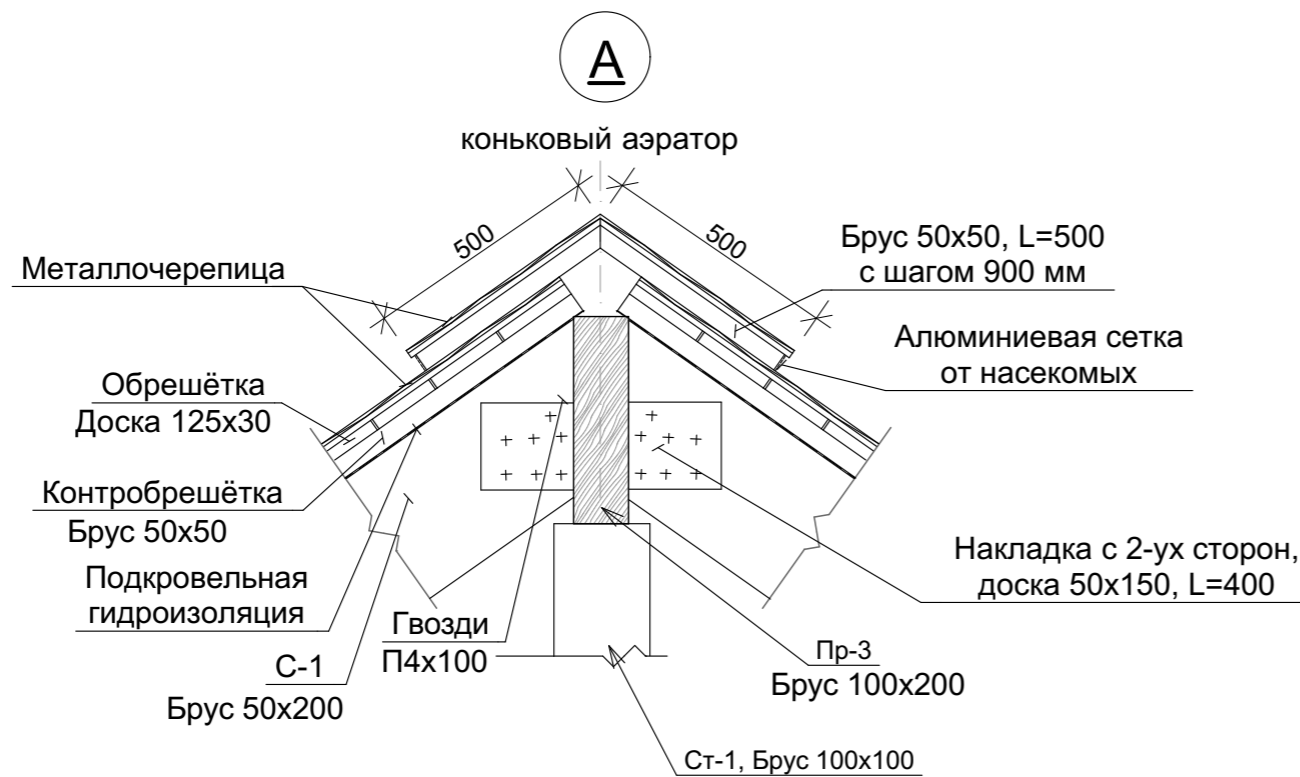 А
коньковый аэратор
500
500
Брус 50х50, L=500
с шагом 900 мм
Металлочерепица
Алюминиевая сетка
от насекомых
Обрешётка
Доска 125х30
Контробрешётка
Брус 50х50
Накладка с 2-ух сторон,
доска 50х150, L=400
Подкровельная
гидроизоляция
Гвозди
П4х100
С-1
Брус 50х200
Пр-3
Брус 100х200
Ст-1, Брус 100х100